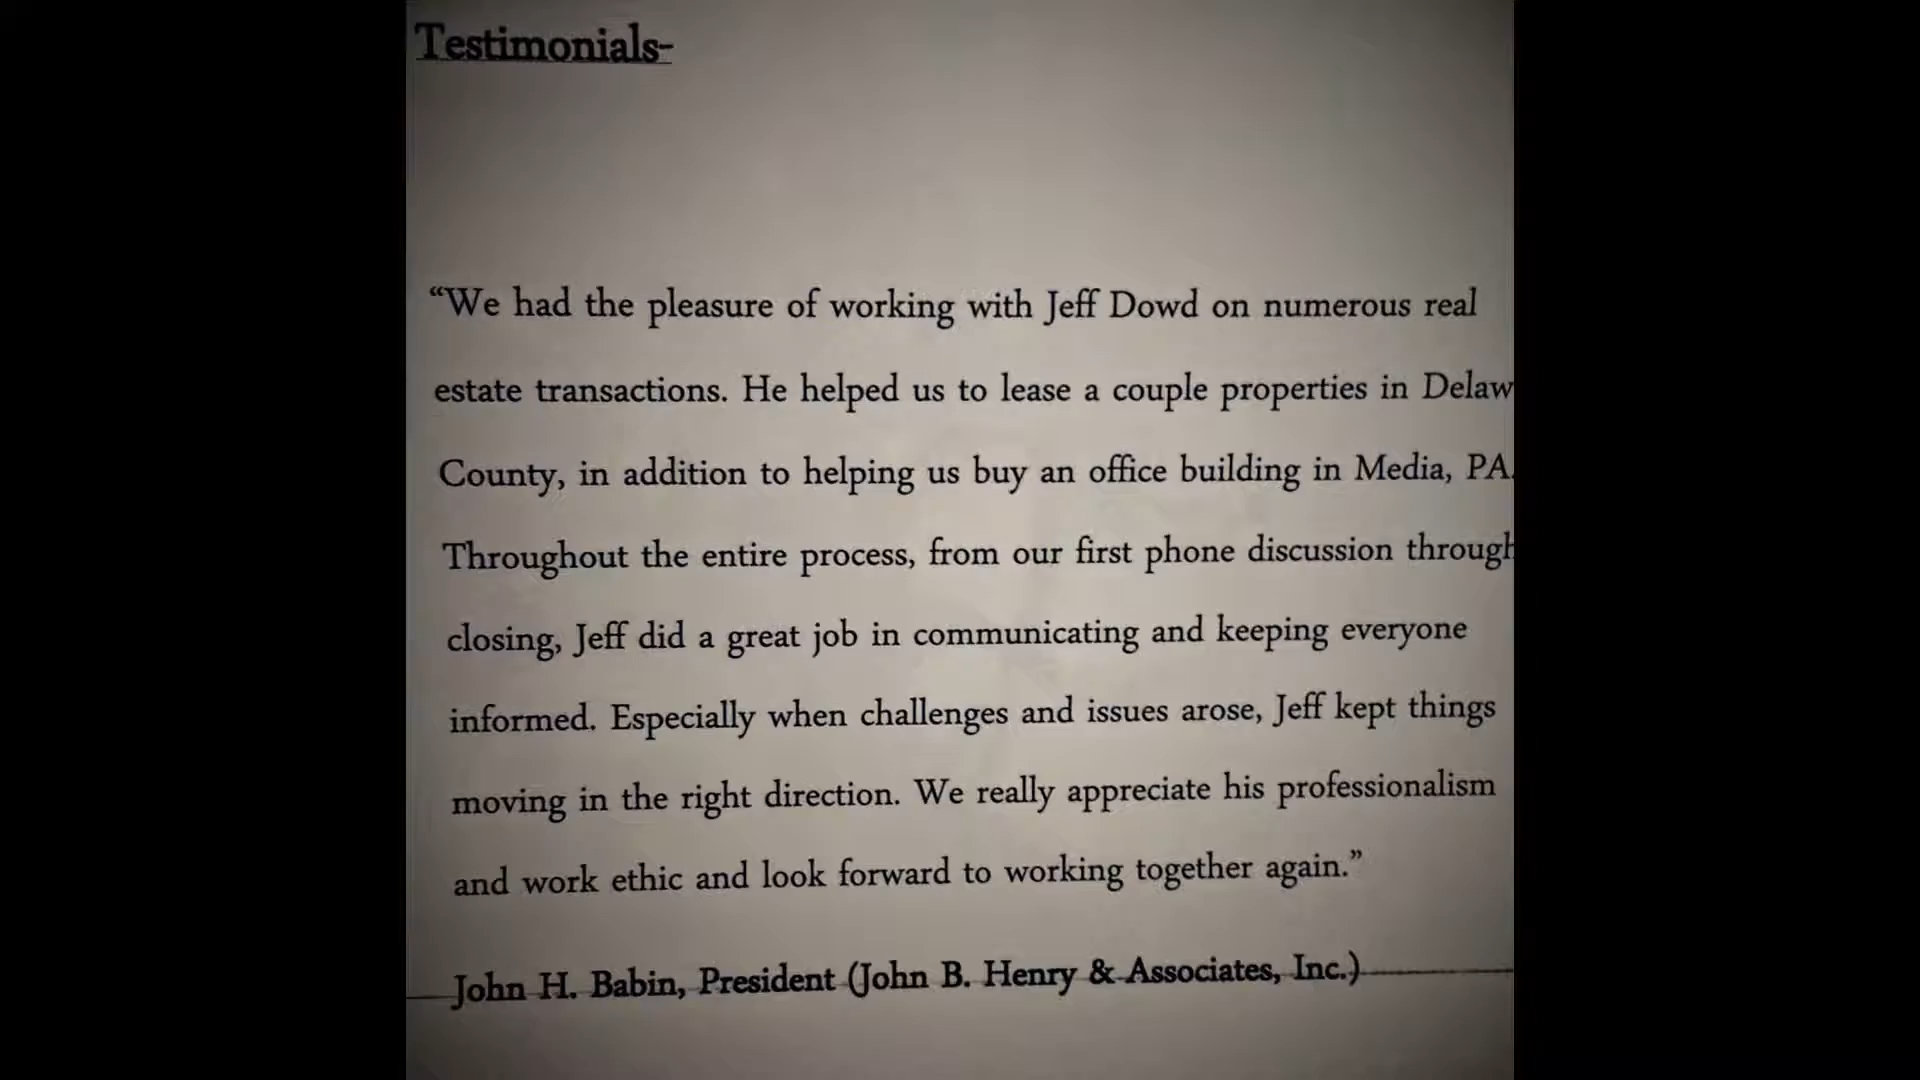 Testimonials-
“We had the pleasure of working with Jeff Dowd on numerous real
estate transactions. He helped us to lease a couple properties in Delaw
County, in addition to helping us buy an office building in Media, PA.
Throughout the entire process, from our first phone discussion through
closing, Jeff did a great job in communicating and keeping everyone
informed. Especially when challenges and issues arose, Jeff kept things
moving in the right direction. We really appreciate his professionalism
and work ethic and look forward to working together again.”
John H. Babin, President (John B. Henry & Associates, Inc.)